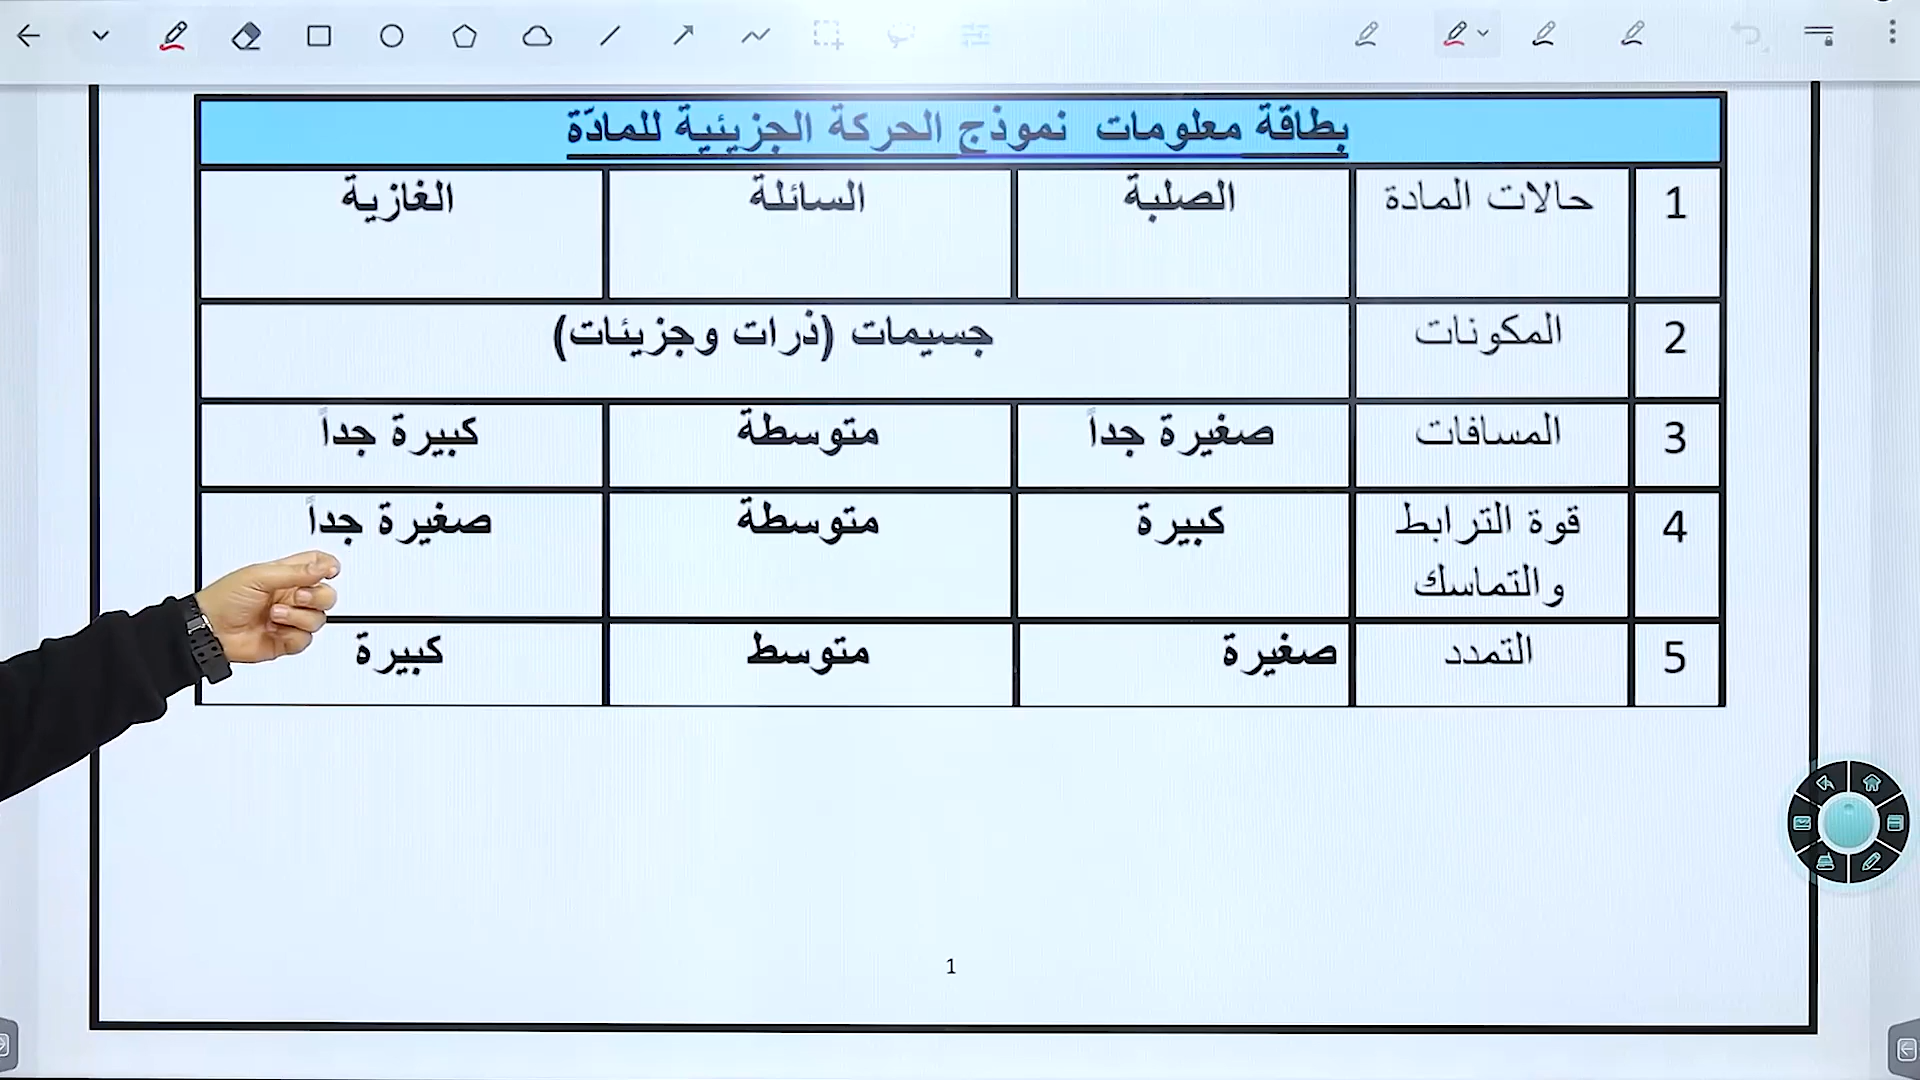 بطاقة معلومات نموذج الحركة الجزيئية للمادّة
1 حالات المادة الصلبة السائلة الغازية
2 المكونات جسيمات (ذرات وجزيئات)
3 المسافات صغيرة جداً متوسطة كبيرة جداً
4 قوة الترابط والتماسك كبيرة متوسطة صغيرة جداً
5 التمدد صغيرة متوسط كبيرة
1